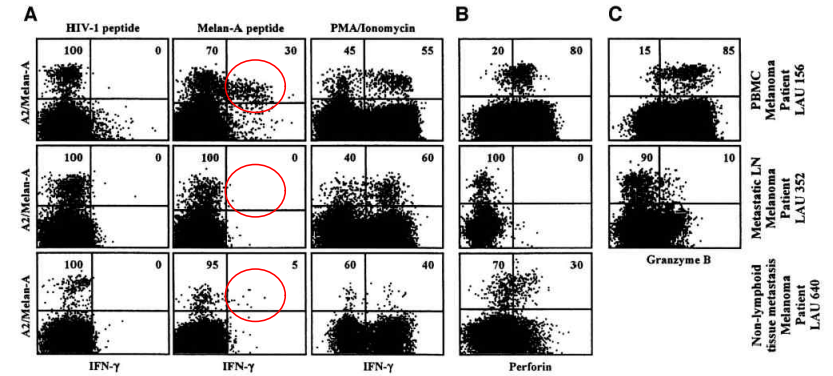 A B C
HIV-1 peptide Melan-A peptide PMA/Ionomycin
A2/Melan-A 100 0 70 30 45 55 20 80 15 85
PBMC
Melanoma
Patient
LAU 156
A2/Melan-A 100 0 100 0 40 60 100 0 90 10
Metastatic LN
Melanoma
Patient
LAU 352
Granzyme B
A2/Melan-A 100 0 95 5 60 40 70 30
Non-lymphoid
tissue metastasis
Melanoma
Patient
LAU 640
IFN-γ IFN-γ IFN-γ Perforin